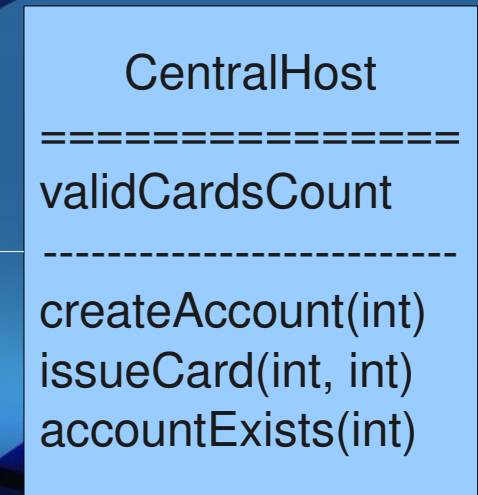 CentralHost
===============
validCardsCount
--------------------------
createAccount(int)
issueCard(int, int)
accountExists(int)